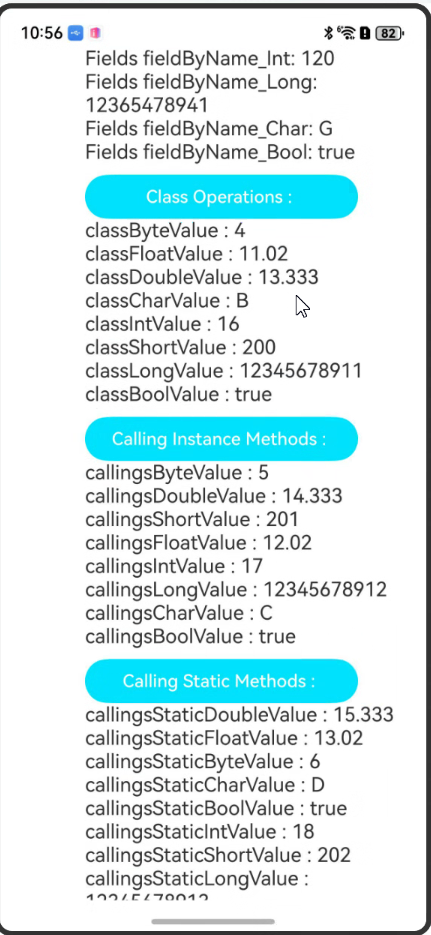 10:56
82
Fields fieldByName_Int: 120
Fields fieldByName_Long:
12365478941
Fields fieldByName_Char: G
Fields fieldByName_Bool: true
Class Operations :
classByteValue : 4
classFloatValue : 11.02
classDoubleValue : 13.333
classCharValue : B
classIntValue : 16
classShortValue : 200
classLongValue : 12345678911
classBoolValue : true
Calling Instance Methods :
callingsByteValue : 5
callingsDoubleValue : 14.333
callingsShortValue : 201
callingsFloatValue : 12.02
callingsIntValue : 17
callingsLongValue : 12345678912
callingsCharValue : C
callingsBoolValue : true
Calling Static Methods :
callingsStaticDoubleValue : 15.333
callingsStaticFloatValue : 13.02
callingsStaticByteValue : 6
callingsStaticCharValue : D
callingsStaticBoolValue : true
callingsStaticIntValue : 18
callingsStaticShortValue : 202
callingsStaticLongValue :